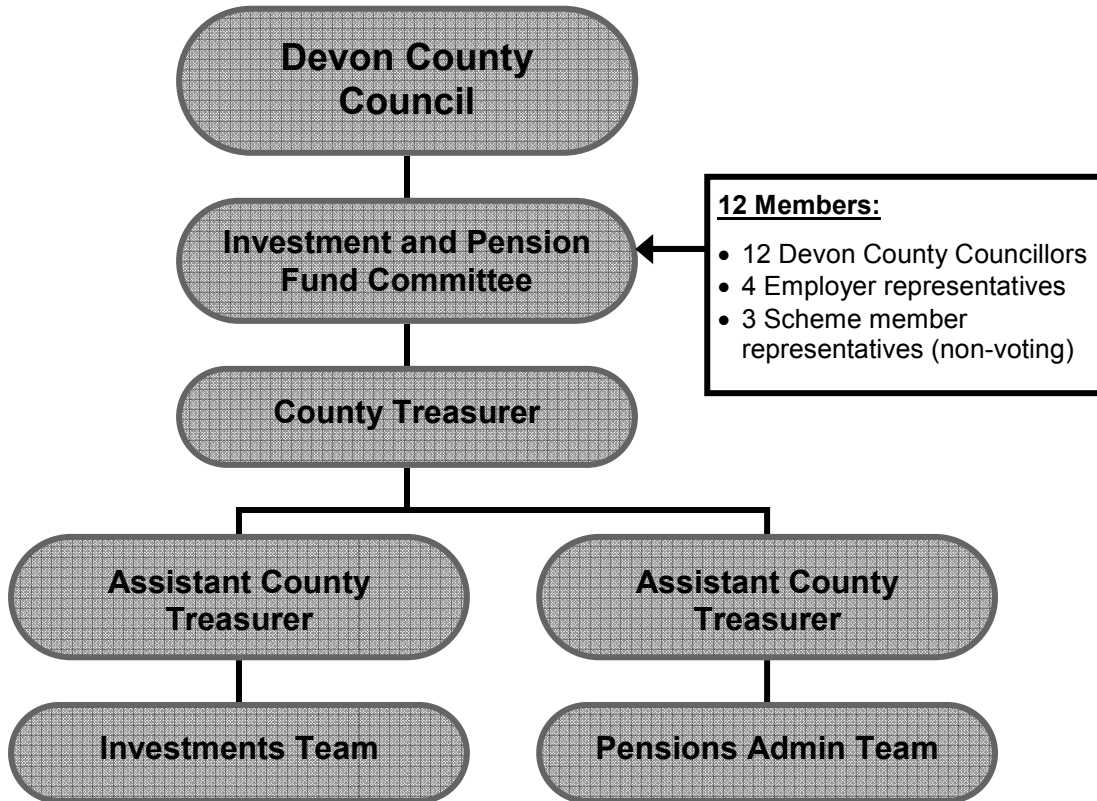 Devon County
Council
Investment and Pension
Fund Committee
12 Members:
• 12 Devon County Councillors
• 4 Employer representatives
• 3 Scheme member
representatives (non-voting)
County Treasurer
Assistant County
Treasurer
Assistant County
Treasurer
Investments Team
Pensions Admin Team